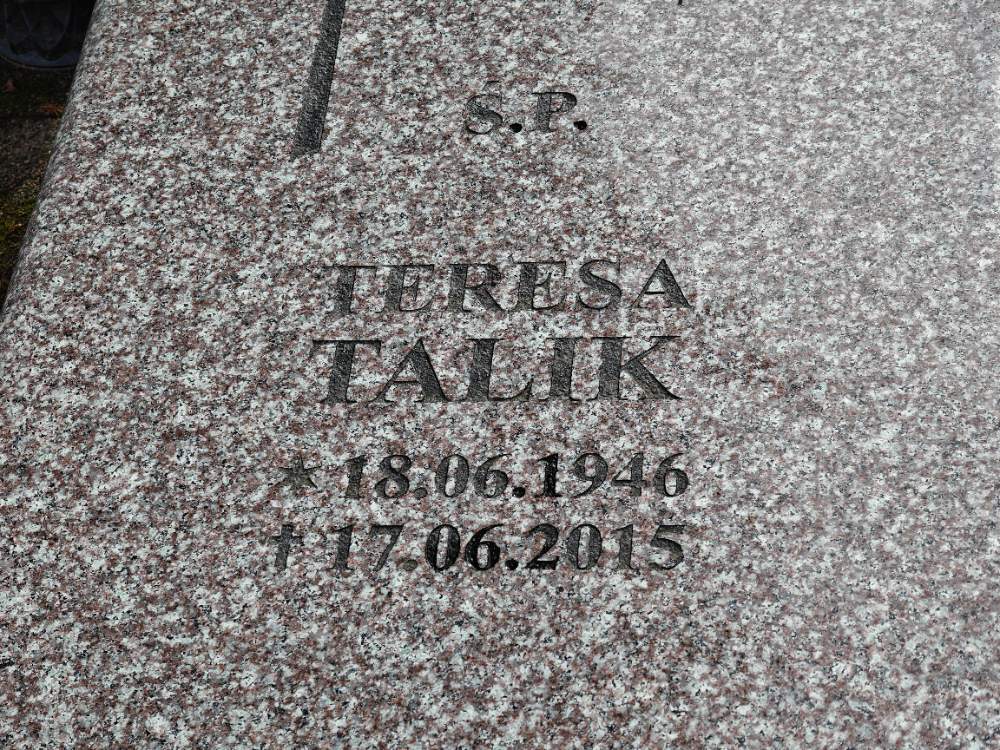 Ś.P.
TERESA
TALIK
* 18.06.1946
† 17.06.2015